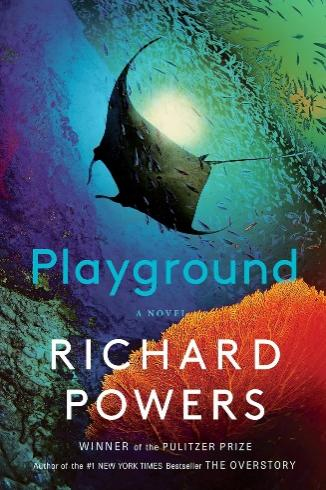 Playground
A NOVEL
RICHARD
POWERS
WINNER of the PULITZER PRIZE
Author of the #1 NEW YORK TIMES Bestseller THE OVERSTORY